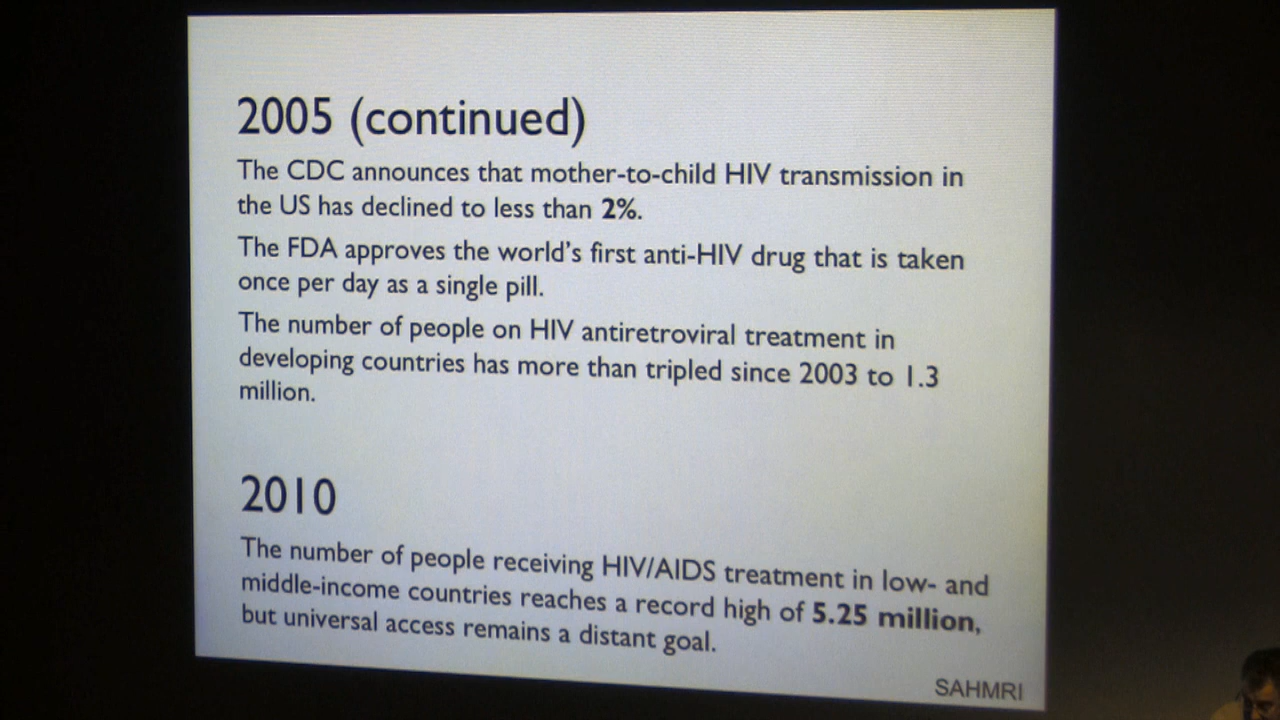 2005 (continued)
The CDC announces that mother-to-child HIV transmission in
the US has declined to less than 2%.
The FDA approves the world's first anti-HIV drug that is taken
once per day as a single pill.
The number of people on HIV antiretroviral treatment in
developing countries has more than tripled since 2003 to 1.3
million.
2010
The number of people receiving HIV/AIDS treatment in low- and
middle-income countries reaches a record high of 5.25 million,
but universal access remains a distant goal.
SAHMRI